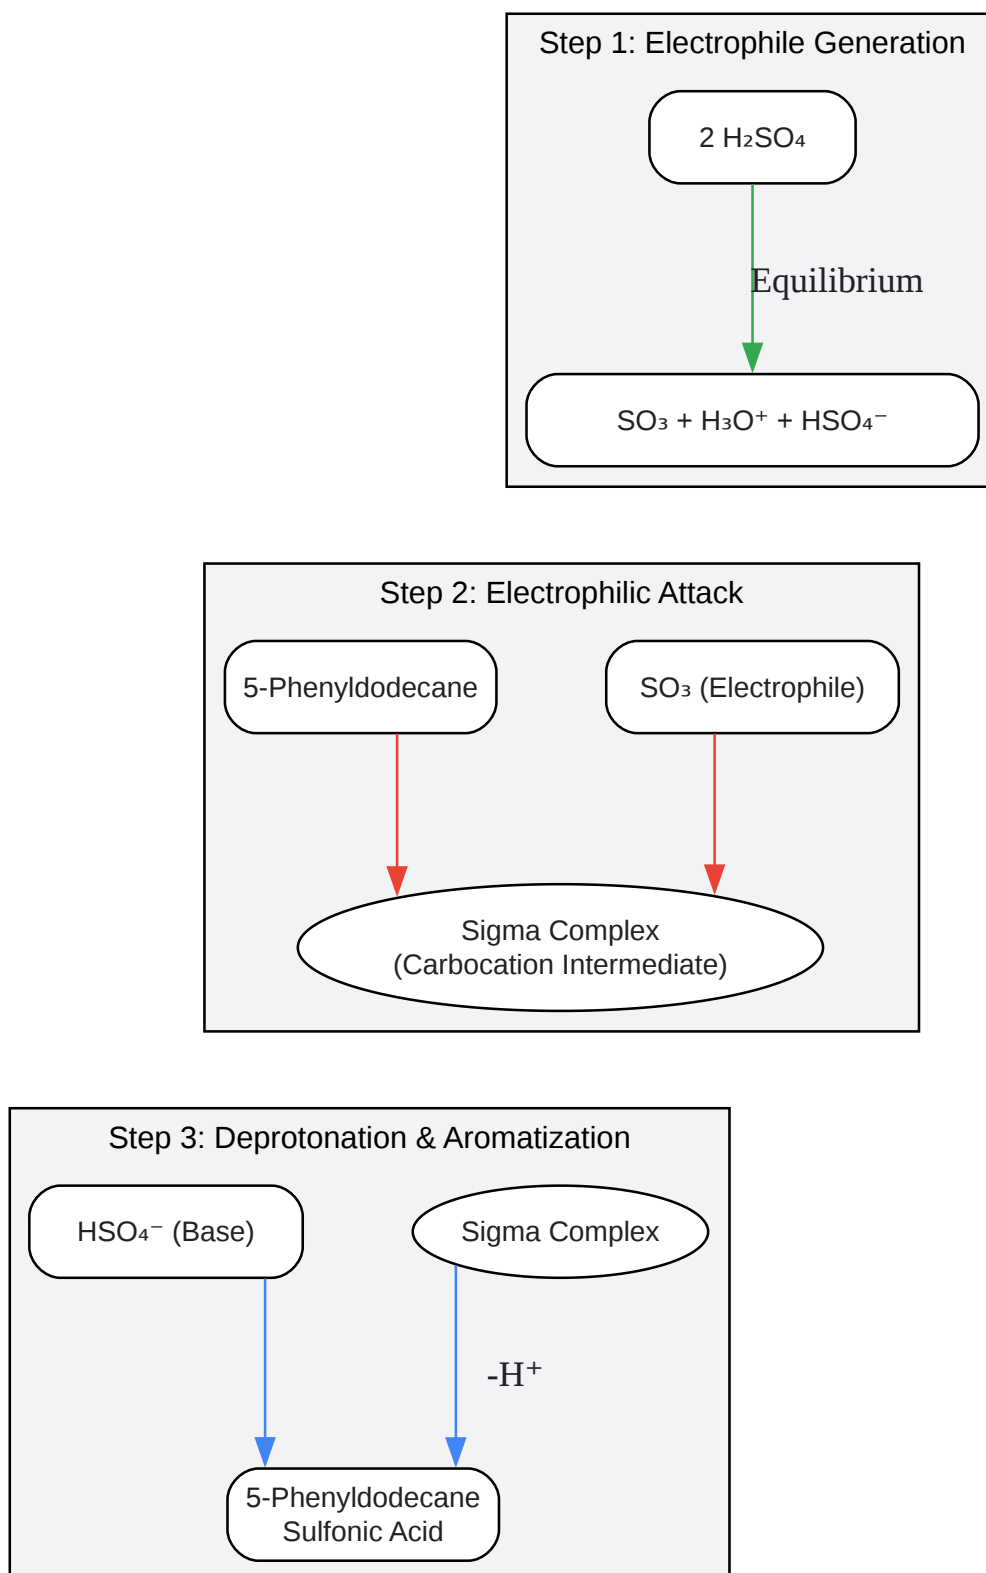 Step 1: Electrophile Generation
2 H₂SO₄
Equilibrium
SO₃ + H₃O⁺ + HSO₄⁻
Step 2: Electrophilic Attack
5-Phenyldodecane
SO₃ (Electrophile)
Sigma Complex
(Carbocation Intermediate)
Step 3: Deprotonation & Aromatization
HSO₄⁻ (Base)
Sigma Complex
-H⁺
5-Phenyldodecane
Sulfonic Acid